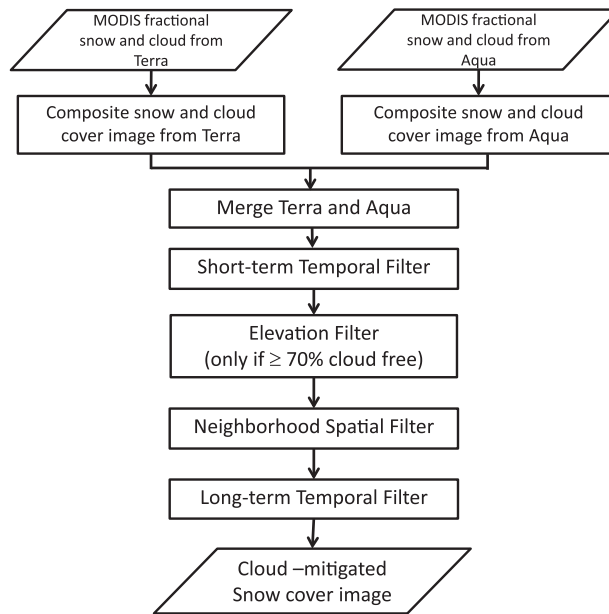 MODIS fractional
snow and cloud from
Terra
MODIS fractional
snow and cloud from
Aqua
Composite snow and cloud
cover image from Terra
Composite snow and cloud
cover image from Aqua
Merge Terra and Aqua
Short-term Temporal Filter
Elevation Filter
(only if ≥ 70% cloud free)
Neighborhood Spatial Filter
Long-term Temporal Filter
Cloud –mitigated
Snow cover image